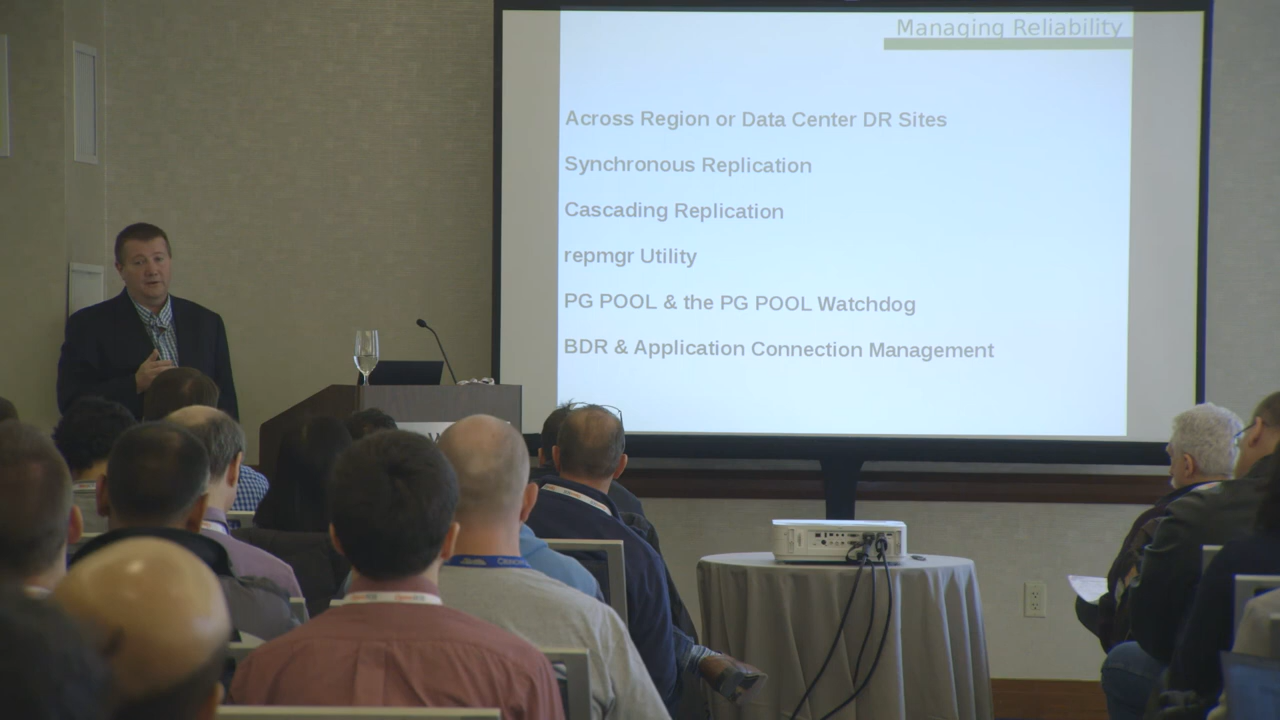 Managing Reliability
Across Region or Data Center DR Sites
Synchronous Replication
Cascading Replication
repmgr Utility
PG POOL & the PG POOL Watchdog
BDR & Application Connection Management